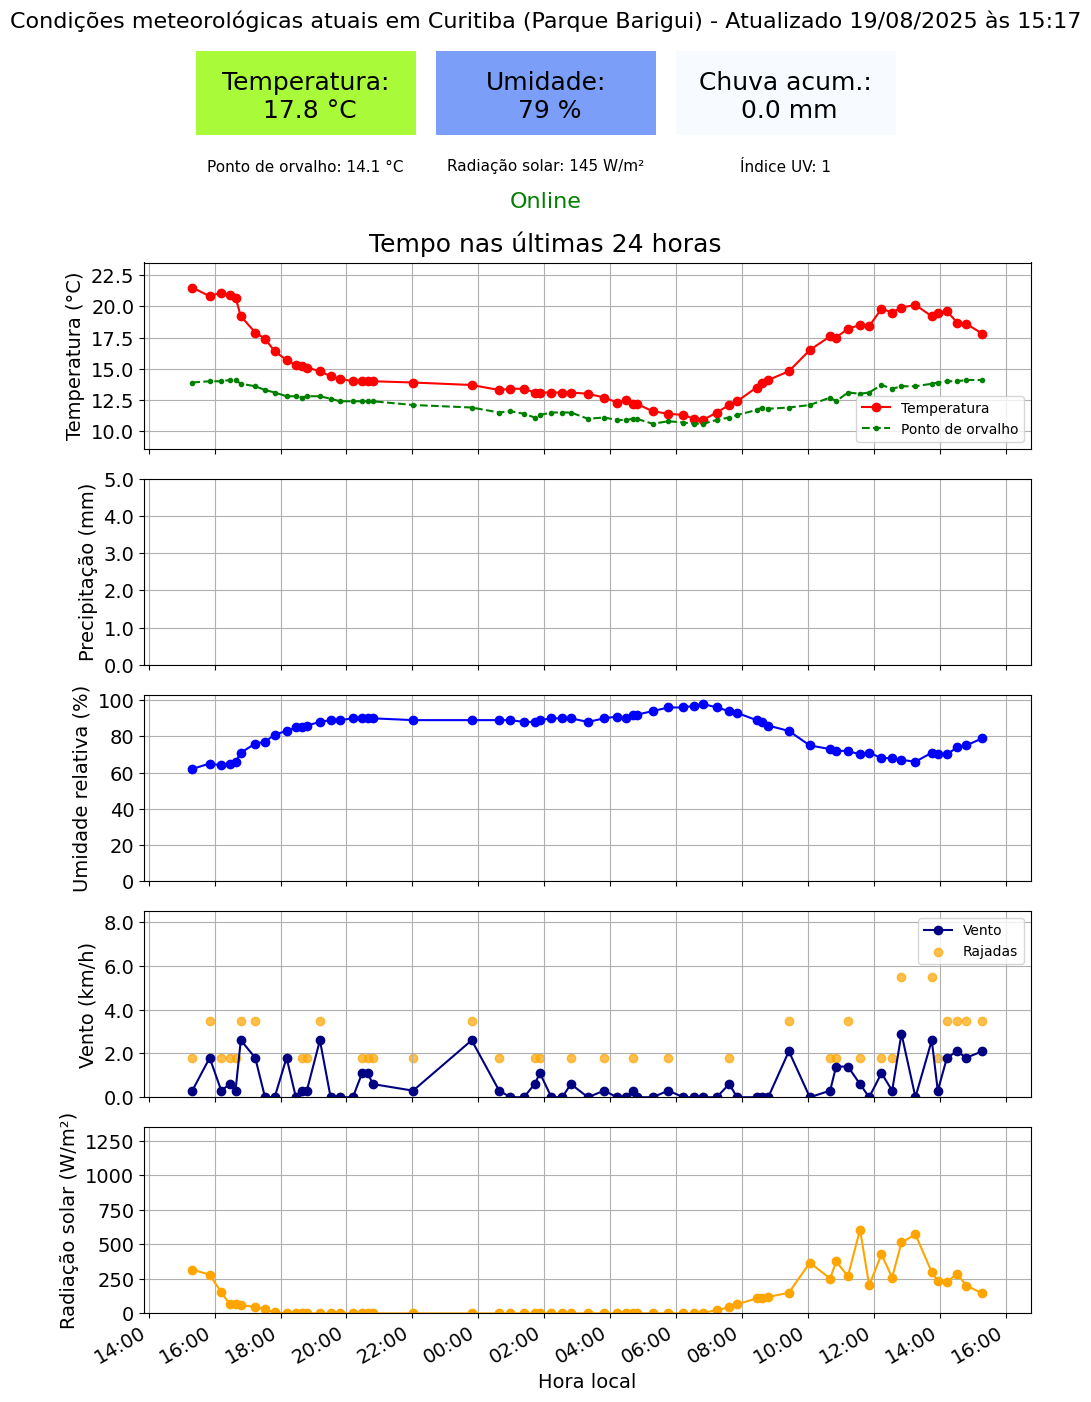 Condições meteorológicas atuais em Curitiba (Parque Barigui) - Atualizado 19/08/2025 às 15:17
Temperatura:
17.8 °C
Umidade:
79 %
Chuva acum.:
0.0 mm
Ponto de orvalho: 14.1 °C
Radiação solar: 145 W/m²
Índice UV: 1
Online
Tempo nas últimas 24 horas
Temperatura (°C)
22.5
20.0
17.5
15.0
12.5
10.0
Temperatura
Ponto de orvalho
Precipitação (mm)
5.0
4.0
3.0
2.0
1.0
0.0
Umidade relativa (%)
100
80
60
40
20
0
Vento (km/h)
8.0
6.0
4.0
2.0
0.0
Vento
Rajadas
Radiação solar (W/m²)
1250
1000
750
500
250
0
14:00
16:00
18:00
20:00
22:00
00:00
02:00
04:00
06:00
08:00
10:00
12:00
14:00
16:00
Hora local